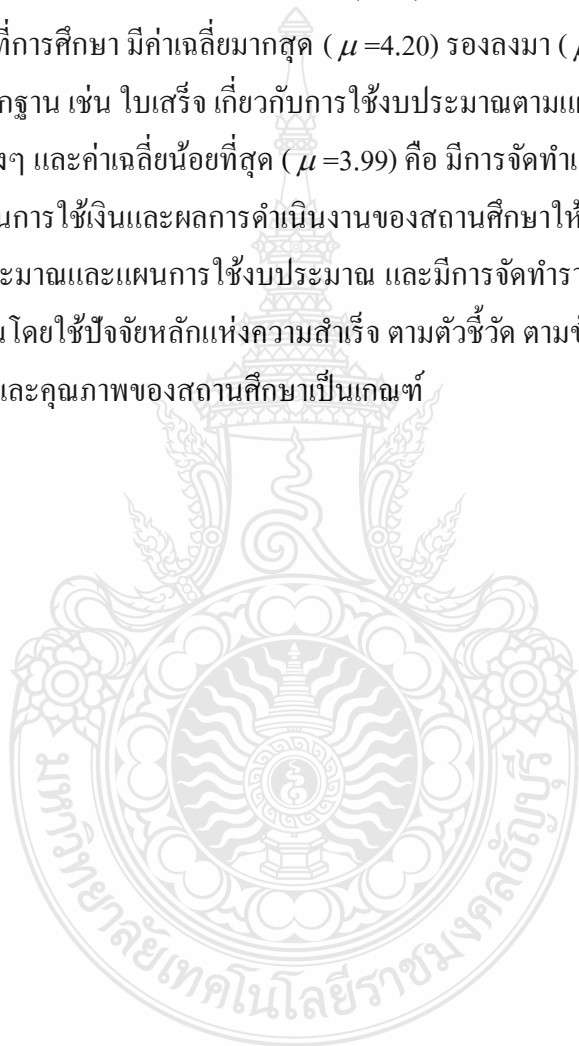 ที่การศึกษา มีค่าเฉลี่ยมากสุด ( μ =4.20) รองลงมา (
กฐาน เช่น ใบเสร็จ เกี่ยวกับการใช้งบประมาณตามแ
งๆ และค่าเฉลี่ยน้อยที่สุด ( μ =3.99) คือ มีการจัดทำเ
นการใช้เงินและผลการดำเนินงานของสถานศึกษาให้
ะมาณและแผนการใช้งบประมาณ และมีการจัดทำรา
นโดยใช้ปัจจัยหลักแห่งความสำเร็จ ตามตัวชี้วัด ตามข
และคุณภาพของสถานศึกษาเป็นเกณฑ์
มหาวิทยาลัยเทคโนโลยีราชมงคลธัญบุรี